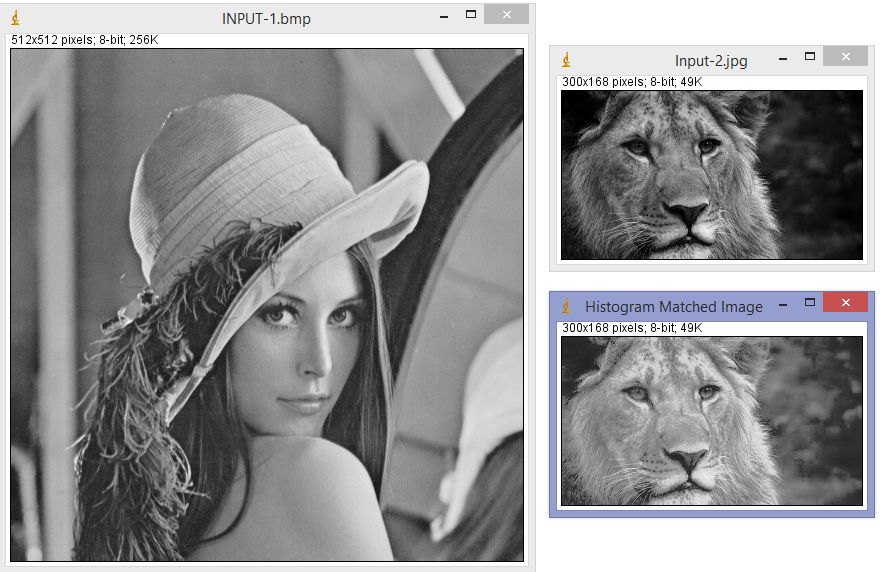 INPUT-1.bmp
512x512 pixels; 8-bit; 256K
Input-2.jpg
300x168 pixels; 8-bit; 49K
Histogram Matched Image
300x168 pixels; 8-bit; 49K